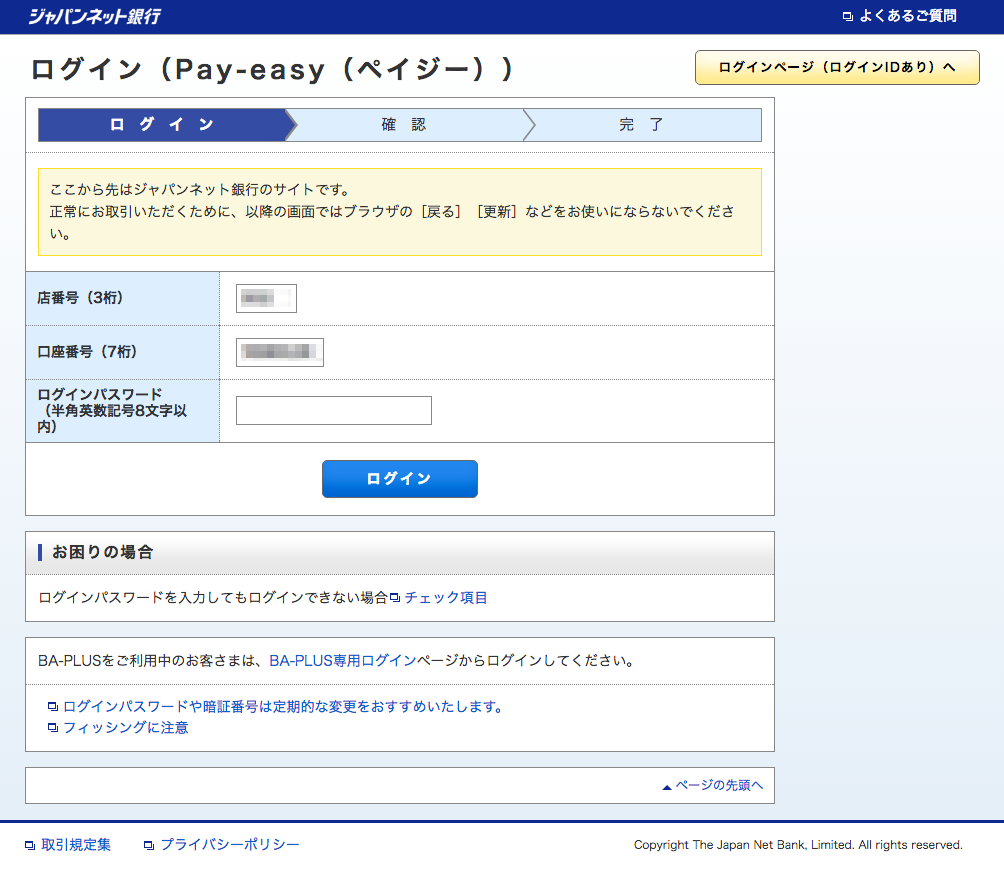 ジャパンネット銀行
よくあるご質問
ログイン（Pay-easy（ペイジー））
ログインページ（ログインIDあり）へ
ログイン
確認
完了
ここから先はジャパンネット銀行のサイトです。
正常にお取引いただくために、以降の画面ではブラウザの［戻る］［更新］などをお使いにならないでくださ
い。
店番号（3桁）
口座番号（7桁）
ログインパスワード
（半角英数記号8文字以
内）
ログイン
お困りの場合
ログインパスワードを入力してもログインできない場合 チェック項目
BA-PLUSをご利用中のお客さまは、BA-PLUS専用ログインページからログインしてください。
ログインパスワードや暗証番号は定期的な変更をおすすめいたします。
フィッシングに注意
ページの先頭へ
取引規定集
プライバシーポリシー
Copyright The Japan Net Bank, Limited. All rights reserved.